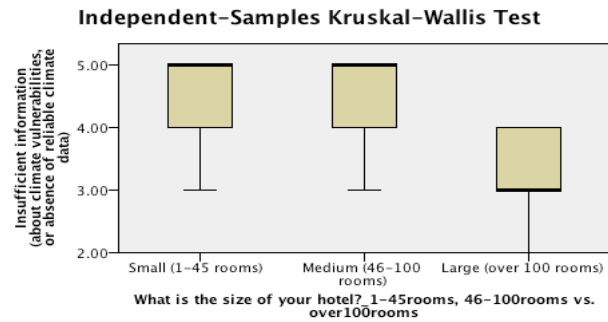 Independent-Samples Kruskal-Wallis Test
Insufficient information
(about climate vulnerabilities,
or absence of reliable climate
data)
5.00
4.00
3.00
2.00
Small (1-45 rooms)
Medium (46-100
rooms)
Large (over 100 rooms)
What is the size of your hotel?_1-45rooms, 46-100rooms vs.
over100rooms